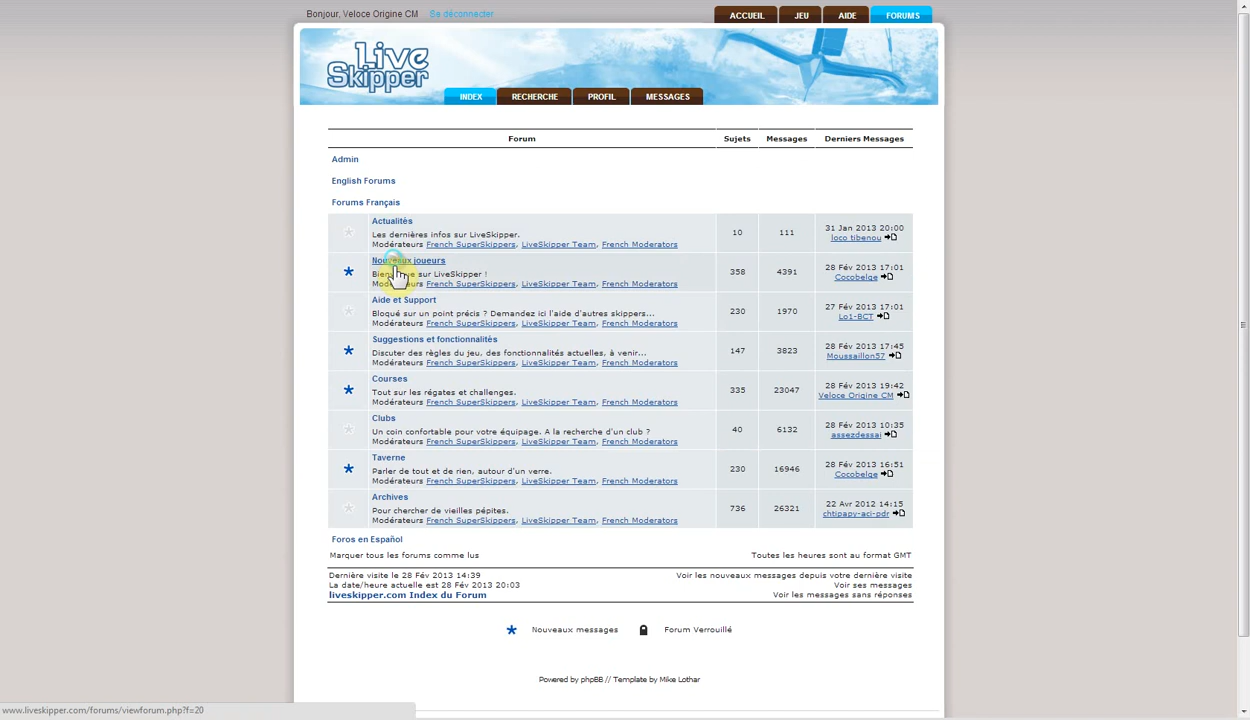 Bonjour, Veloce Origine CM Se déconnecter ACCUEIL JEU AIDE FORUMS
Live
Skipper
INDEX RECHERCHE PROFIL MESSAGES
Forum Sujets Messages Derniers Messages
Admin
English Forums
Forums Français
Actualités
Les dernières infos sur LiveSkipper.
Modérateurs French SuperSkippers, LiveSkipper Team, French Moderators
10 111 31 Jan 2013 20:00
loco tibenou
Nouveaux joueurs
sur LiveSkipper !
French SuperSkippers, LiveSkipper Team, French Moderators
358 4391 28 Fév 2013 17:01
Cocobelge
Aide et Support
Bloqué sur un point précis ? Demandez ici l'aide d'autres skippers...
Modérateurs French SuperSkippers, LiveSkipper Team, French Moderators
230 1970 27 Fév 2013 17:01
Lo1-BCT
Suggestions et fonctionnalités
Discuter des règles du jeu, des fonctionnalités actuelles, à venir...
Modérateurs French SuperSkippers, LiveSkipper Team, French Moderators
147 3823 28 Fév 2013 17:45
Moussaillon57
Courses
Tout sur les régates et challenges.
Modérateurs French SuperSkippers, LiveSkipper Team, French Moderators
335 23047 28 Fév 2013 19:42
Veloce Origine CM
Clubs
Un coin confortable pour votre équipage. A la recherche d'un club ?
Modérateurs French SuperSkippers, LiveSkipper Team, French Moderators
40 6132 28 Fév 2013 10:35
assezdessai
Taverne
Parler de tout et de rien, autour d'un verre.
Modérateurs French SuperSkippers, LiveSkipper Team, French Moderators
230 16946 28 Fév 2013 16:51
Cocobelge
Archives
Pour chercher de vieilles pépites.
Modérateurs French SuperSkippers, LiveSkipper Team, French Moderators
736 26321 22 Avr 2012 14:15
chtipapy-aci-pdr
Foros en Español
Marquer tous les forums comme lus Toutes les heures sont au format GMT
Dernière visite le 28 Fév 2013 14:39 Voir les nouveaux messages depuis votre dernière visite
La date/heure actuelle est 28 Fév 2013 20:03 Voir ses messages
liveskipper.com Index du Forum Voir les messages sans réponses
Nouveaux messages Forum Verrouillé
Powered by phpBB // Template by Mike Lothar
www.liveskipper.com/forums/viewforum.php?f=20